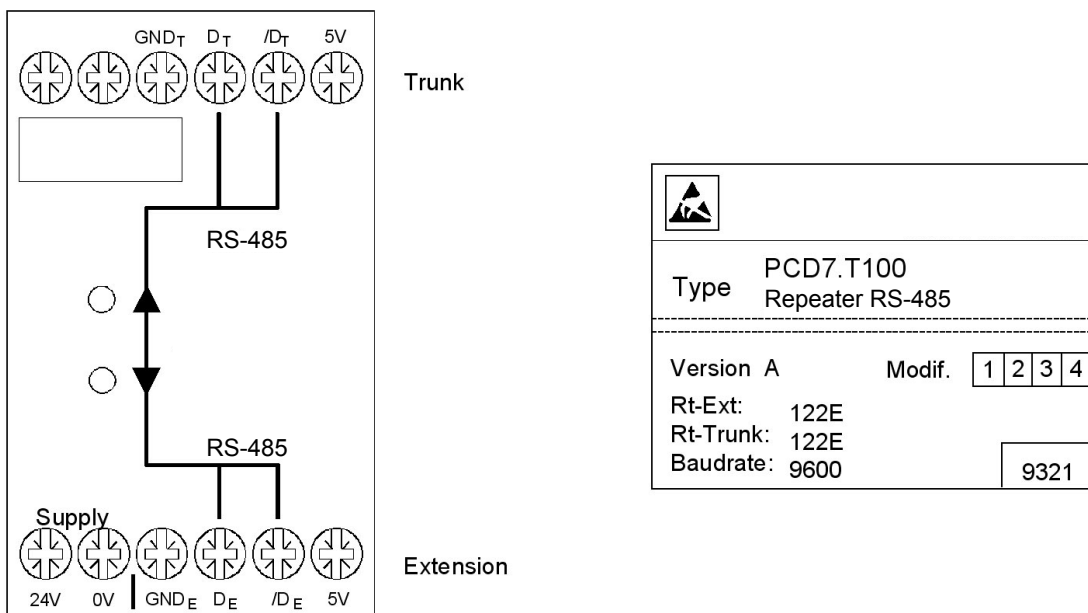 GNDT DT /DT 5V
Trunk
RS-485
RS-485
Supply
Extension
24V 0V GNDE DE /DE 5V
Type PCD7.T100
Repeater RS-485
Version A Modif. 1 2 3 4
Rt-Ext: 122E
Rt-Trunk: 122E
Baudrate: 9600
9321